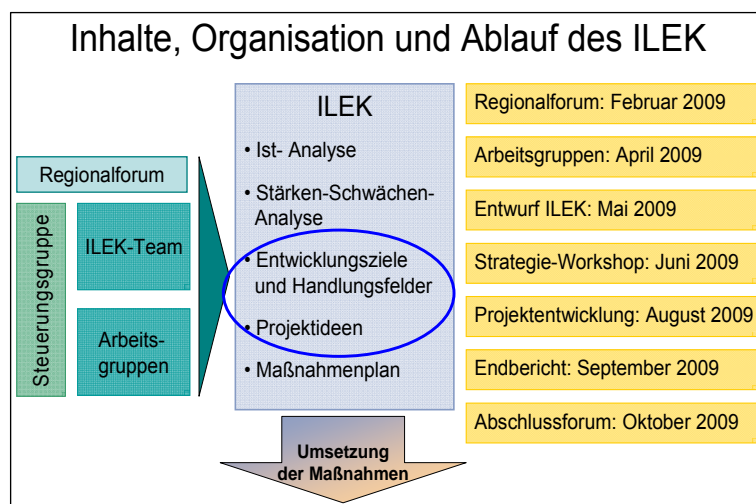 Inhalte, Organisation und Ablauf des ILEK
Regionalforum
Steuerungsgruppe
ILEK-Team
Arbeits-
gruppen
ILEK
• Ist- Analyse
• Stärken-Schwächen-
Analyse
• Entwicklungsziele
und Handlungsfelder
• Projektideen
• Maßnahmenplan
Umsetzung
der Maßnahmen
Regionalforum: Februar 2009
Arbeitsgruppen: April 2009
Entwurf ILEK: Mai 2009
Strategie-Workshop: Juni 2009
Projektentwicklung: August 2009
Endbericht: September 2009
Abschlussforum: Oktober 2009